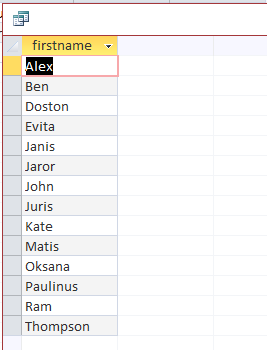 firstname
Alex
Ben
Doston
Evita
Janis
Jaror
John
Juris
Kate
Matis
Oksana
Paulinus
Ram
Thompson